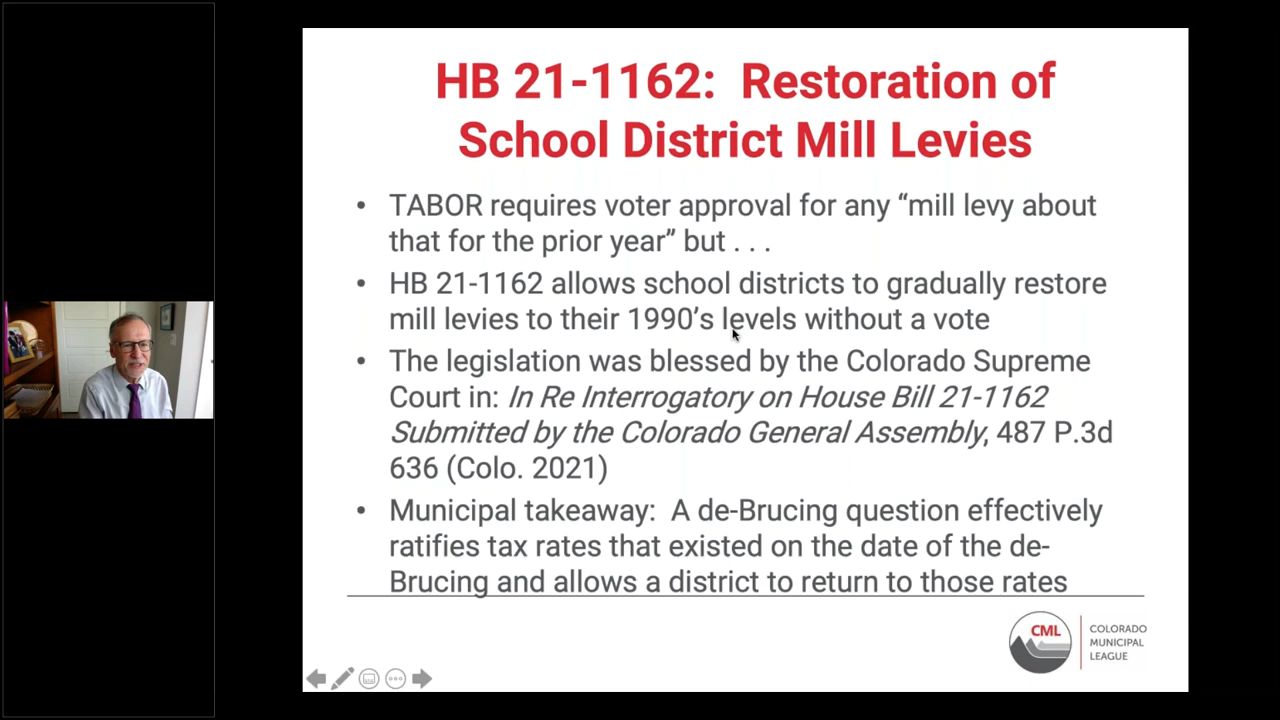 HB 21-1162:  Restoration of
School District Mill Levies
• TABOR requires voter approval for any “mill levy about
that for the prior year” but . . .
• HB 21-1162 allows school districts to gradually restore
mill levies to their 1990’s levels without a vote
• The legislation was blessed by the Colorado Supreme
Court in: In Re Interrogatory on House Bill 21-1162
Submitted by the Colorado General Assembly, 487 P.3d
636 (Colo. 2021)
• Municipal takeaway:  A de-Brucing question effectively
ratifies tax rates that existed on the date of the de-
Brucing and allows a district to return to those rates
CML
COLORADO
MUNICIPAL
LEAGUE